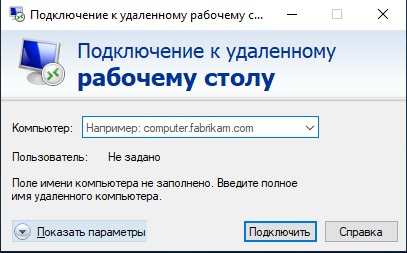 Подключение к удаленному рабочему с...
Подключение к удаленному
рабочему столу
Компьютер: Например: computer.fabrikam.com
Пользователь: Не задано
Поле имени компьютера не заполнено. Введите полное
имя удаленного компьютера.
Показать параметры Подключить Справка